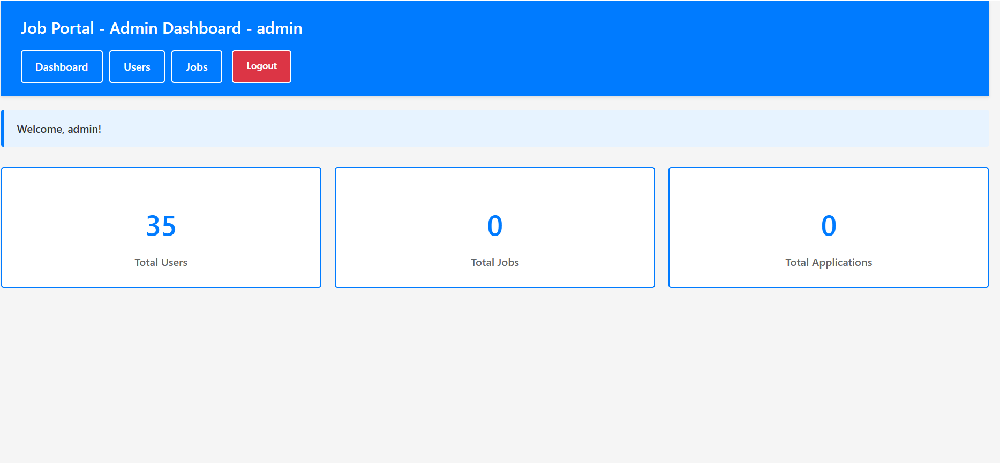 Job Portal - Admin Dashboard - admin
Dashboard Users Jobs Logout
Welcome, admin!
35 0 0
Total Users Total Jobs Total Applications